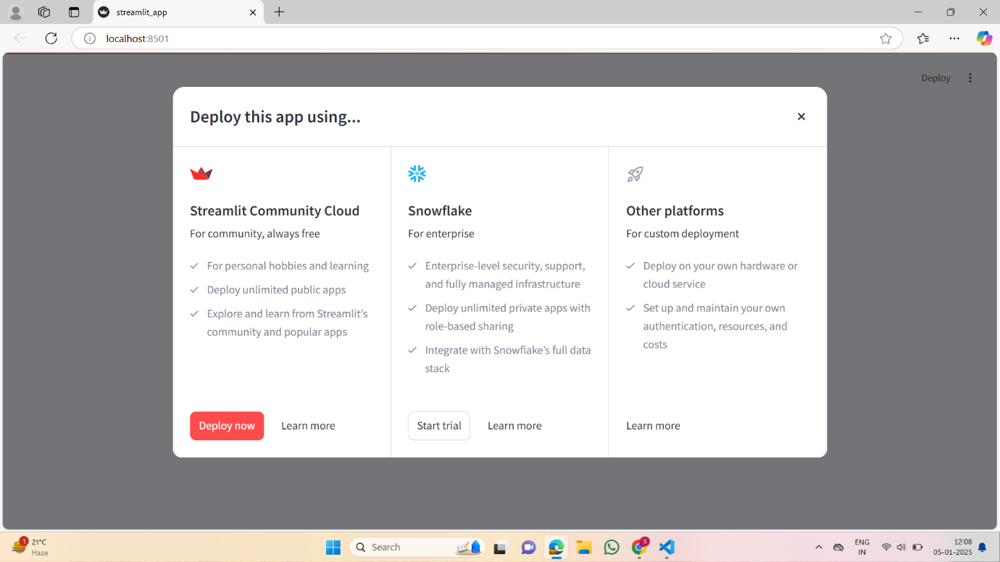 streamlit_app
localhost:8501
Deploy
Deploy this app using...
Streamlit Community Cloud
For community, always free
For personal hobbies and learning
Deploy unlimited public apps
Explore and learn from Streamlit’s
community and popular apps
Deploy now
Learn more
Snowflake
For enterprise
Enterprise-level security, support,
and fully managed infrastructure
Deploy unlimited private apps with
role-based sharing
Integrate with Snowflake’s full data
stack
Start trial
Learn more
Other platforms
For custom deployment
Deploy on your own hardware or
cloud service
Set up and maintain your own
authentication, resources, and
costs
Learn more
1
21°C
Haze
Search
S
ENG
IN
12:08
05-01-2025